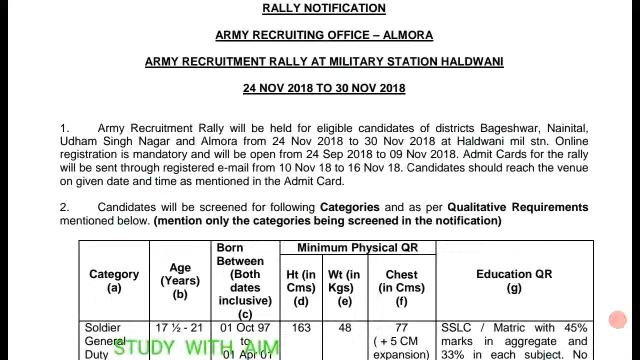 RALLY NOTIFICATION
ARMY RECRUITING OFFICE – ALMORA
ARMY RECRUITMENT RALLY AT MILITARY STATION HALDWANI
24 NOV 2018 TO 30 NOV 2018
1. Army Recruitment Rally will be held for eligible candidates of districts Bageshwar, Nainital,
Udham Singh Nagar and Almora from 24 Nov 2018 to 30 Nov 2018 at Haldwani mil stn. Online
registration is mandatory and will be open from 24 Sep 2018 to 09 Nov 2018. Admit Cards for the rally
will be sent through registered e-mail from 10 Nov 18 to 16 Nov 18. Candidates should reach the venue
on given date and time as mentioned in the Admit Card.
2. Candidates will be screened for following Categories and as per Qualitative Requirements
mentioned below. (mention only the categories being screened in the notification)
Category
(a)
Age
(Years)
(b)
Born
Between
(Both
dates
inclusive)
(c)
Minimum Physical QR
Ht (in
Cms)
(d)
Wt (in
Kgs)
(e)
Chest
(in Cms)
(f)
Education QR
(g)
Soldier
General
Duty
17 ½ - 21
01 Oct 97
to
01 Apr 01
163
48
77
( + 5 CM
expansion)
SSLC / Matric with 45%
marks in aggregate and
33% in each subject. No
STUDY WITH AIM